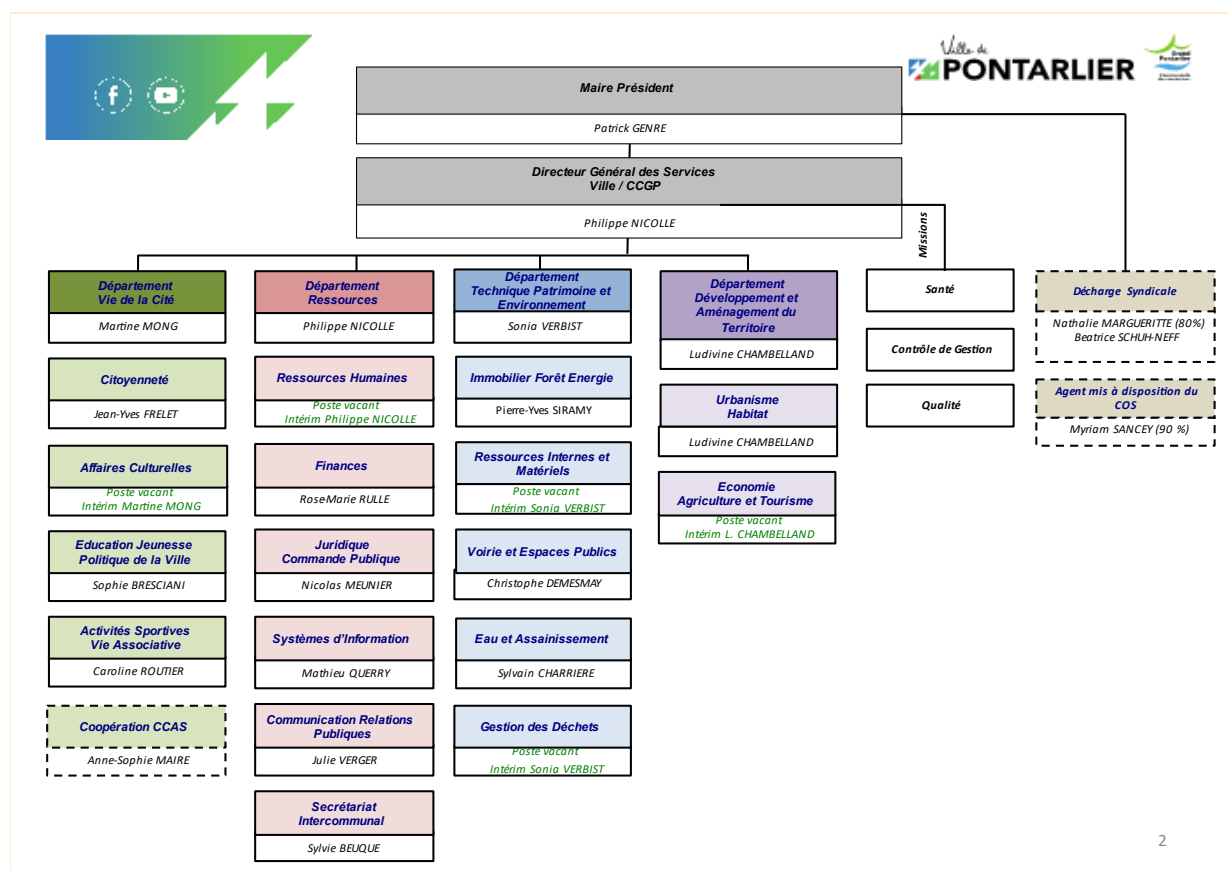 Ville de
PONTARLIER
Grand
Pontarlier
Maire Président
Patrick GENRE
Directeur Général des Services
Ville / CCGP
Philippe NICOLLE
Missions
Département
Vie de la Cité
Martine MONG
Citoyenneté
Jean-Yves FRELET
Affaires Culturelles
Poste vacant
Intérim Martine MONG
Education Jeunesse
Politique de la Ville
Sophie BRESCIANI
Activités Sportives
Vie Associative
Caroline ROUTIER
Coopération CCAS
Anne-Sophie MAIRE
Département
Ressources
Philippe NICOLLE
Ressources Humaines
Poste vacant
Intérim Philippe NICOLLE
Finances
Rose-Marie RULLE
Juridique
Commande Publique
Nicolas MEUNIER
Systèmes d'Information
Mathieu QUERRY
Communication Relations
Publiques
Julie VERGER
Secrétariat
Intercommunal
Sylvie BEUQUE
Département
Technique Patrimoine et
Environnement
Sonia VERBIST
Immobilier Forêt Energie
Pierre-Yves SIRAMY
Ressources Internes et
Matériels
Poste vacant
Intérim Sonia VERBIST
Voirie et Espaces Publics
Christophe DEMESMAY
Eau et Assainissement
Sylvain CHARRIERE
Gestion des Déchets
Poste vacant
Intérim Sonia VERBIST
Département
Développement et
Aménagement du
Territoire
Ludivine CHAMBELLAND
Urbanisme
Habitat
Ludivine CHAMBELLAND
Economie
Agriculture et Tourisme
Poste vacant
Intérim L. CHAMBELLAND
Santé
Contrôle de Gestion
Qualité
Décharge Syndicale
Nathalie MARGUERITTE (80%)
Beatrice SCHUH-NEFF
Agent mis à disposition du
COS
Myriam SANCEY (90 %)
2